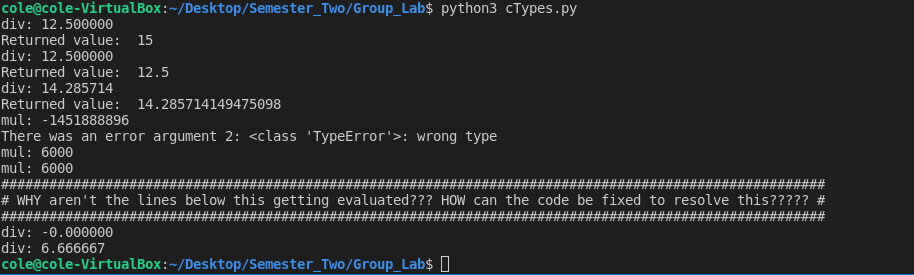 cole@cole-VirtualBox:~/Desktop/Semester_Two/Group_Lab$ python3 cTypes.py
div: 12.500000
Returned value:  15
div: 12.500000
Returned value:  12.5
div: 14.285714
Returned value:  14.285714149475098
mul: -1451888896
There was an error argument 2: <class 'TypeError'>: wrong type
mul: 6000
mul: 6000
#######################################################################################################
# WHY aren't the lines below this getting evaluated??? HOW can the code be fixed to resolve this????? #
#######################################################################################################
div: -0.000000
div: 6.666667
cole@cole-VirtualBox:~/Desktop/Semester_Two/Group_Lab$